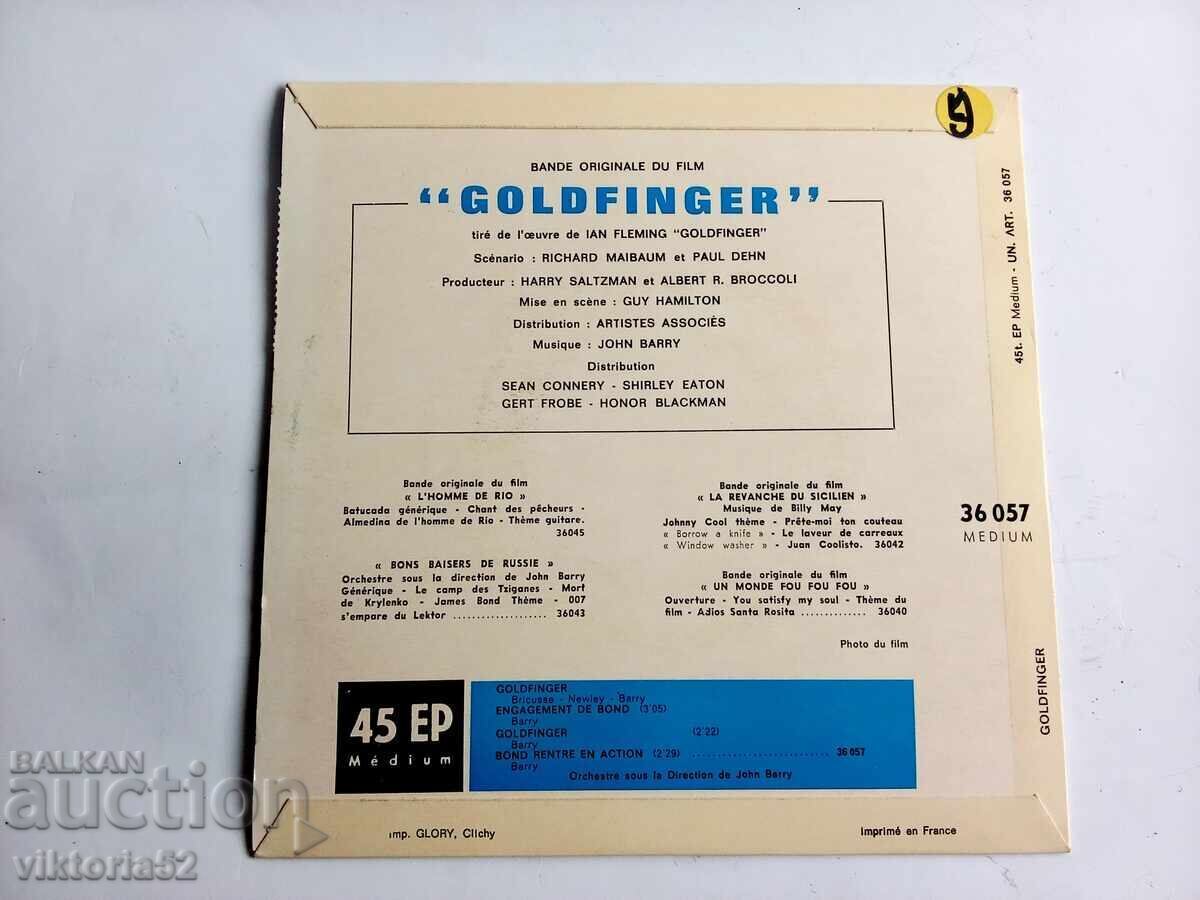 5
BANDE ORIGINALE DU FILM
“GOLDFINGER”
tiré de l'œuvre de IAN FLEMING “GOLDFINGER”
Scénario : RICHARD MAIBAUM et PAUL DEHN
Producteur : HARRY SALTZMAN et ALBERT R. BROCCOLI
Mise en scène : GUY HAMILTON
Distribution : ARTISTES ASSOCIÈS
Musique : JOHN BARRY
Distribution
SEAN CONNERY - SHIRLEY EATON
GERT FROBE - HONOR BLACKMAN
Bande originale du film
« L'HOMME DE RIO »
Batucada générique - Chant des pêcheurs -
Almedina de l'homme de Rio - Thème guitare.
36045
« BONS BAISERS DE RUSSIE »
Orchestre sous la direction de John Barry
Générique - Le camp des Tziganes - Mort
de Krylenko - James Bond Thème - 007
s'empare du Lektor .................... 36043
Bande originale du film
« LA REVANCHE DU SICILIEN »
Musique de Billy May
Johnny Cool thème - Prête-moi ton couteau
« Borrow a knife » - Le laveur de carreaux
« Window washer » - Juan Coolisto. 36042
Bande originale du film
« UN MONDE FOU FOU FOU »
Ouverture - You satisfy my soul - Thème du
film - Adios Santa Rosita .............. 36040
Photo du film
36 057
MEDIUM
45t. EP Medium - UN. ART. 36 057
GOLDFINGER
45 EP
Médium
GOLDFINGER
Bricusse - Newley - Barry
ENGAGEMENT DE BOND (3'05)
Barry
GOLDFINGER (2'22)
Barry
BOND RENTRE EN ACTION (2'29) .................... 36 057
Barry
Orchestre sous la Direction de John Barry
imp. GLORY, Clichy
Imprimé en France
BALKAN
auction
viktoria52